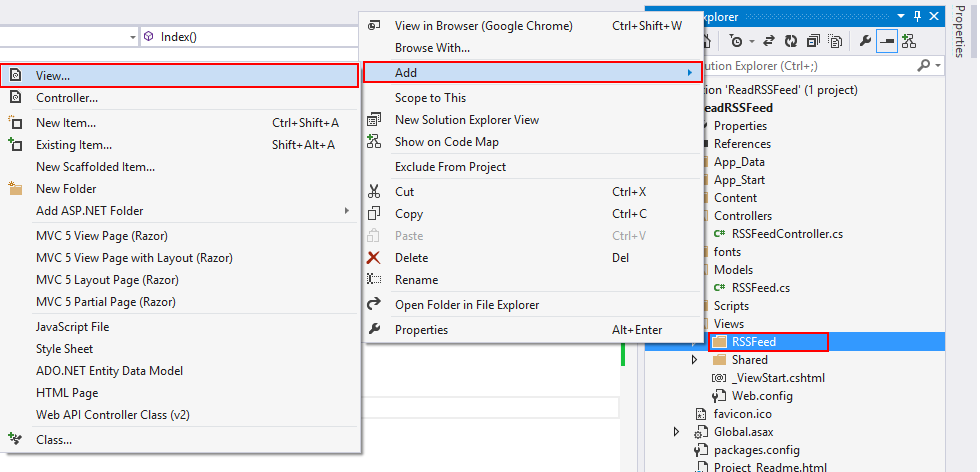 Index()
View...
Controller...
New Item... Ctrl+Shift+A
Existing Item... Shift+Alt+A
New Scaffolded Item...
New Folder
Add ASP.NET Folder
MVC 5 View Page (Razor)
MVC 5 View Page with Layout (Razor)
MVC 5 Layout Page (Razor)
MVC 5 Partial Page (Razor)
JavaScript File
Style Sheet
ADO.NET Entity Data Model
HTML Page
Web API Controller Class (v2)
Class...
View in Browser (Google Chrome) Ctrl+Shift+W
Browse With...
Add
Scope to This
New Solution Explorer View
Show on Code Map
Exclude From Project
Cut Ctrl+X
Copy Ctrl+C
Paste Ctrl+V
Delete Del
Rename
Open Folder in File Explorer
Properties Alt+Enter
Explorer
ution Explorer (Ctrl+;)
tion 'ReadRSSFeed' (1 project)
eadRSSFeed
Properties
References
App_Data
App_Start
Content
Controllers
C# RSSFeedController.cs
fonts
Models
C# RSSFeed.cs
Scripts
Views
RSSFeed
Shared
_ViewStart.cshtml
Web.config
favicon.ico
Global.asax
packages.config
Project_Readme.html
Properties